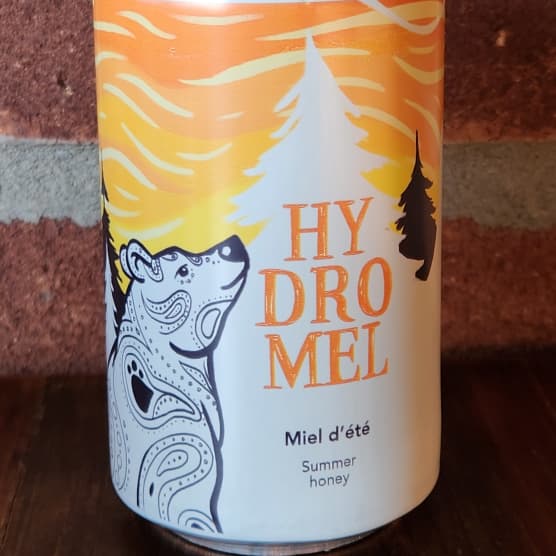 HY
DRO
MEL
Miel d'été
Summer
honey